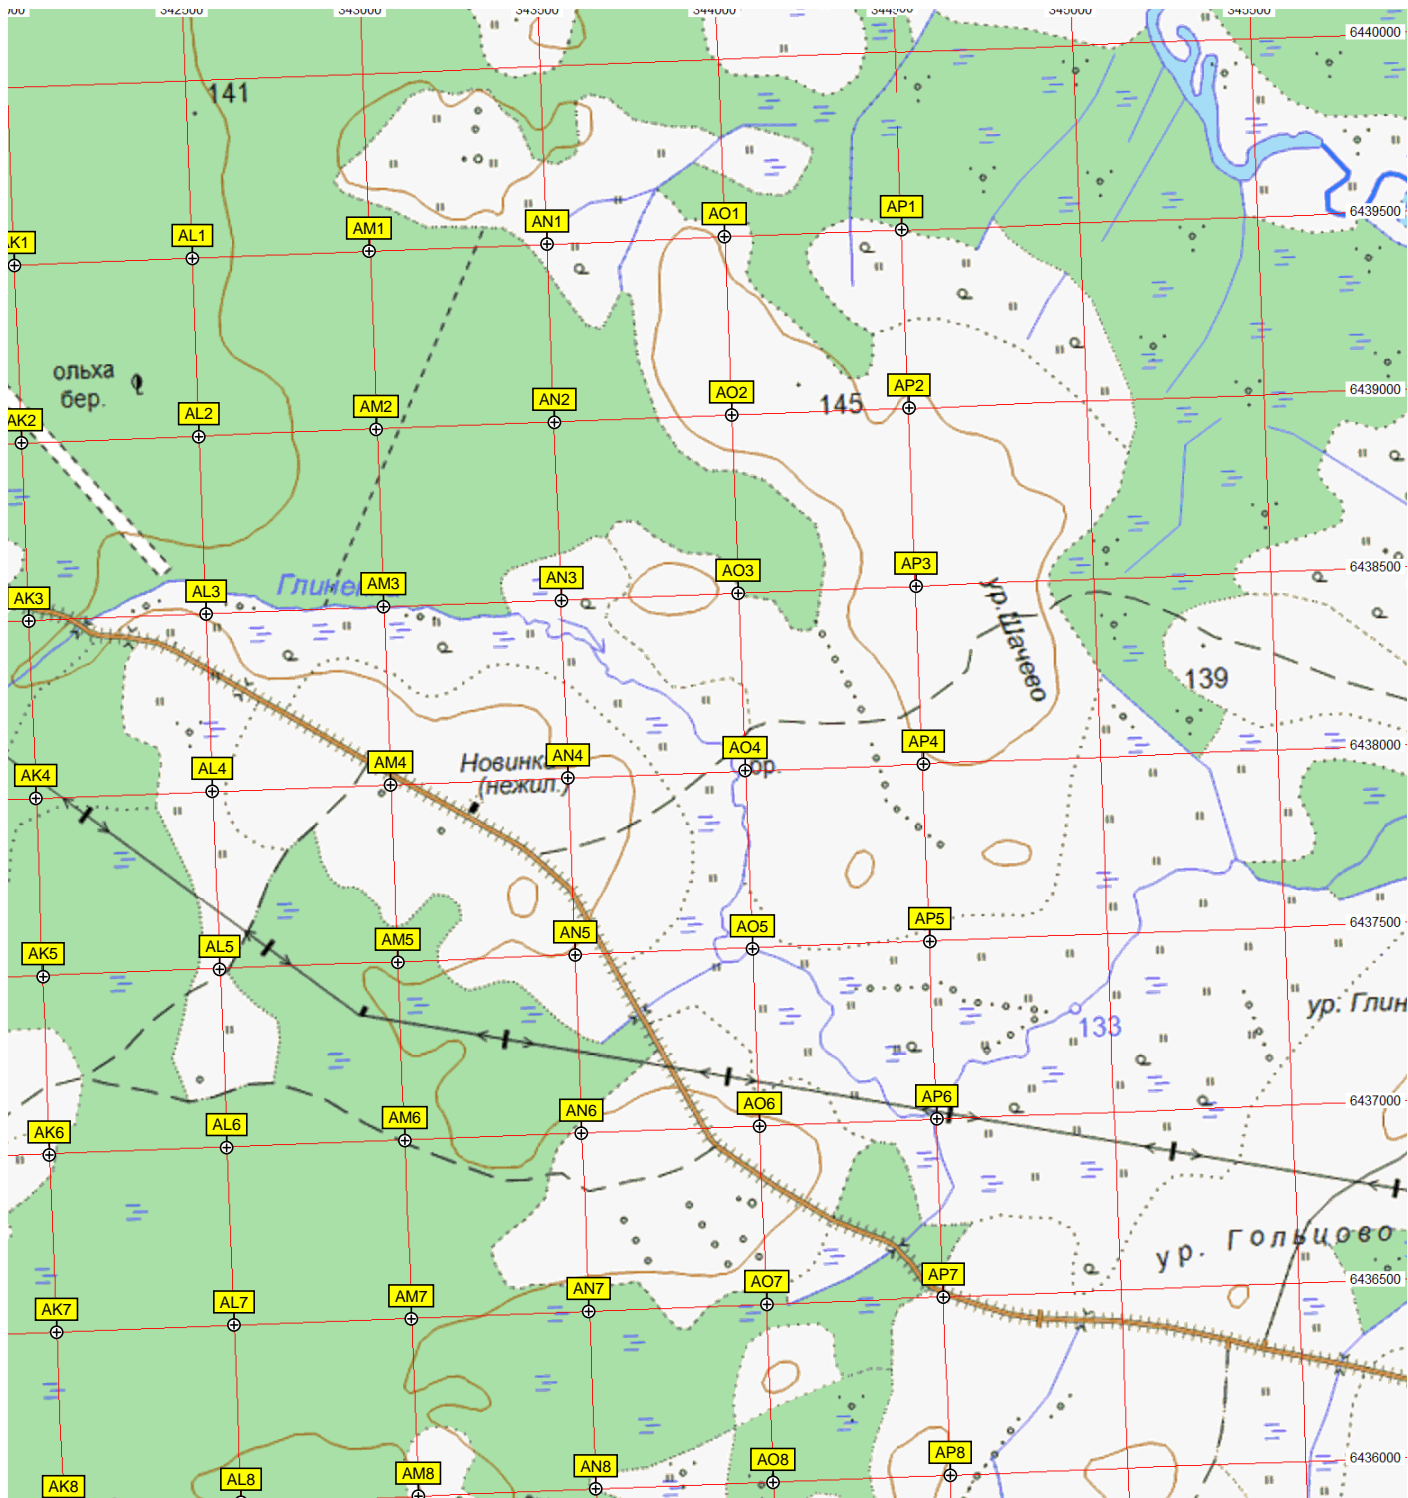 342500 343000 343500 344000 345000 345500
6440000
141
6439500
AK1 AL1 AM1 AN1 AO1 AP1
ольха
бер.
6439000
AK2 AL2 AM2 AN2 AO2 AP2
145
6438500
AK3 AL3 AM3 AN3 AO3 AP3
ур. Шачево
139
6438000
AK4 AL4 AM4 AN4 AO4 AP4
Новинка
(нежил.)
6437500
AK5 AL5 AM5 AN5 AO5 AP5
ур. Глин
133
6437000
AK6 AL6 AM6 AN6 AO6 AP6
ур. Гольцово
6436500
AK7 AL7 AM7 AN7 AO7 AP7
6436000
AK8 AL8 AM8 AN8 AO8 AP8